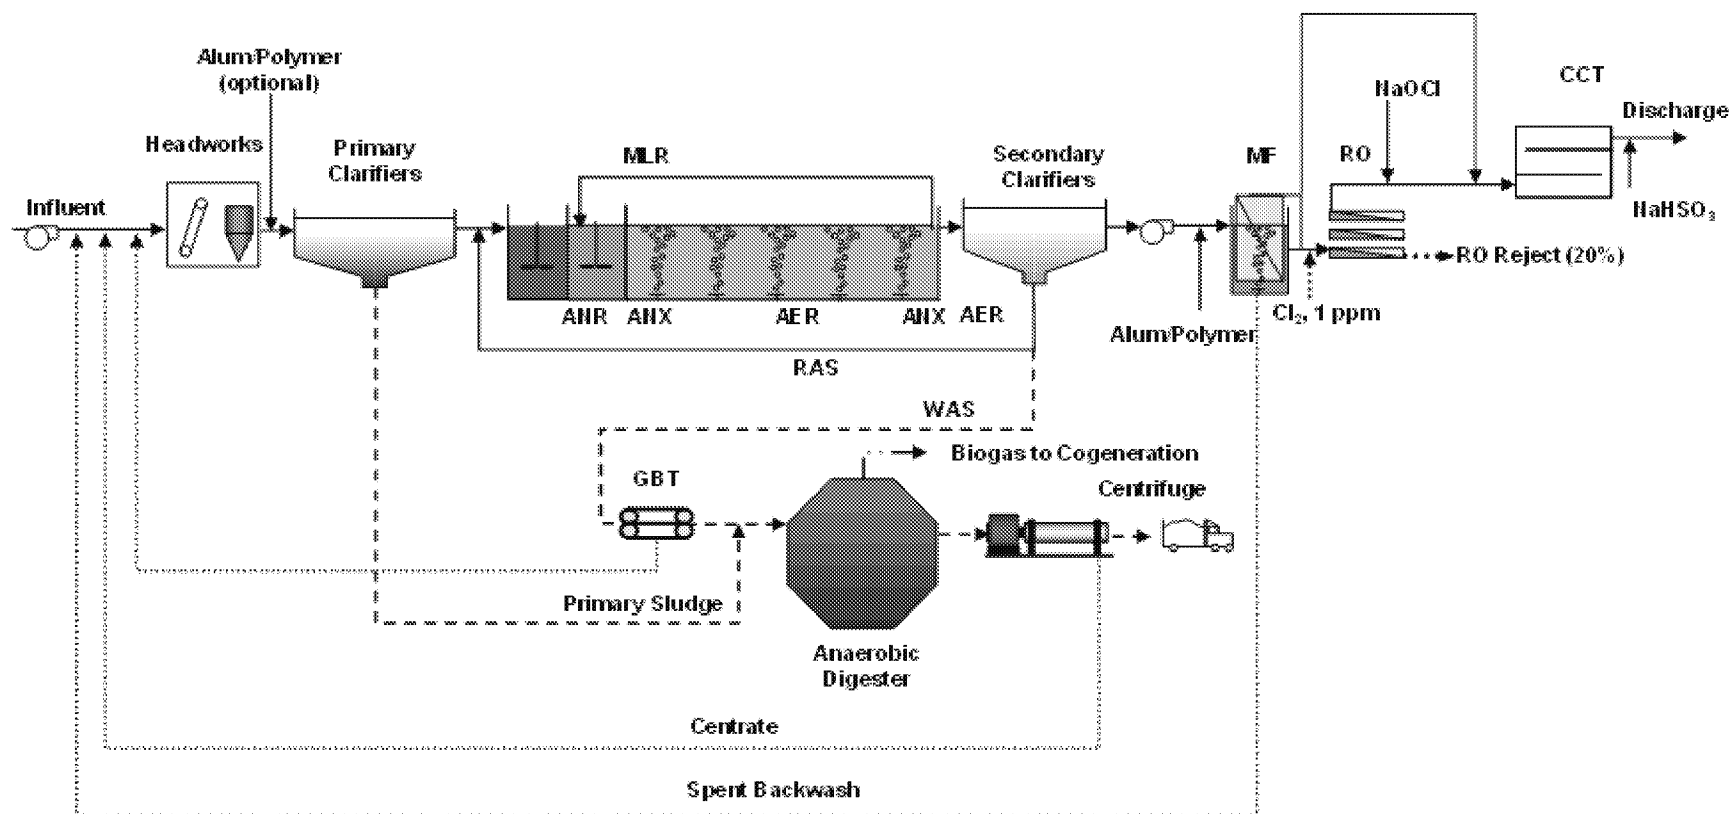 Alum/Polymer
(optional)
Headworks
Influent
Primary
Clarifiers
MLR
Secondary
Clarifiers
MF
RO
NaOCl
CCT
Discharge
NaHSO3
RO Reject (20%)
Cl2, 1 ppm
Alum/Polymer
ANR
ANX
AER
ANX
AER
RAS
WAS
Biogas to Cogeneration
GBT
Centrifuge
Primary Sludge
Anaerobic
Digester
Centrate
Spent Backwash